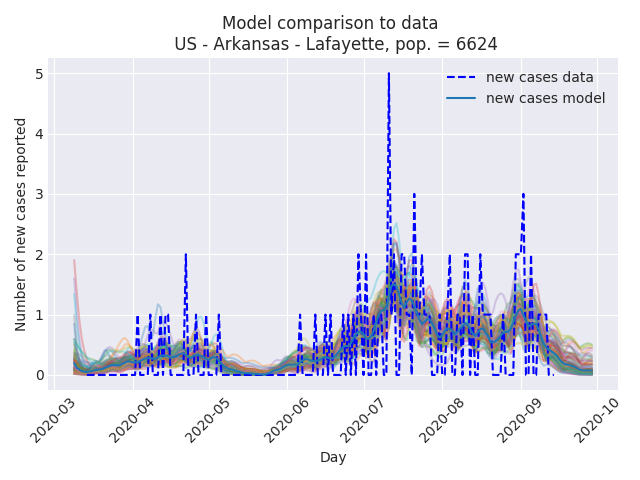 Model comparison to data
US - Arkansas - Lafayette, pop. = 6624
new cases data
new cases model
Number of new cases reported
5
4
3
2
1
0
2020-03
2020-04
2020-05
2020-06
2020-07
2020-08
2020-09
2020-10
Day